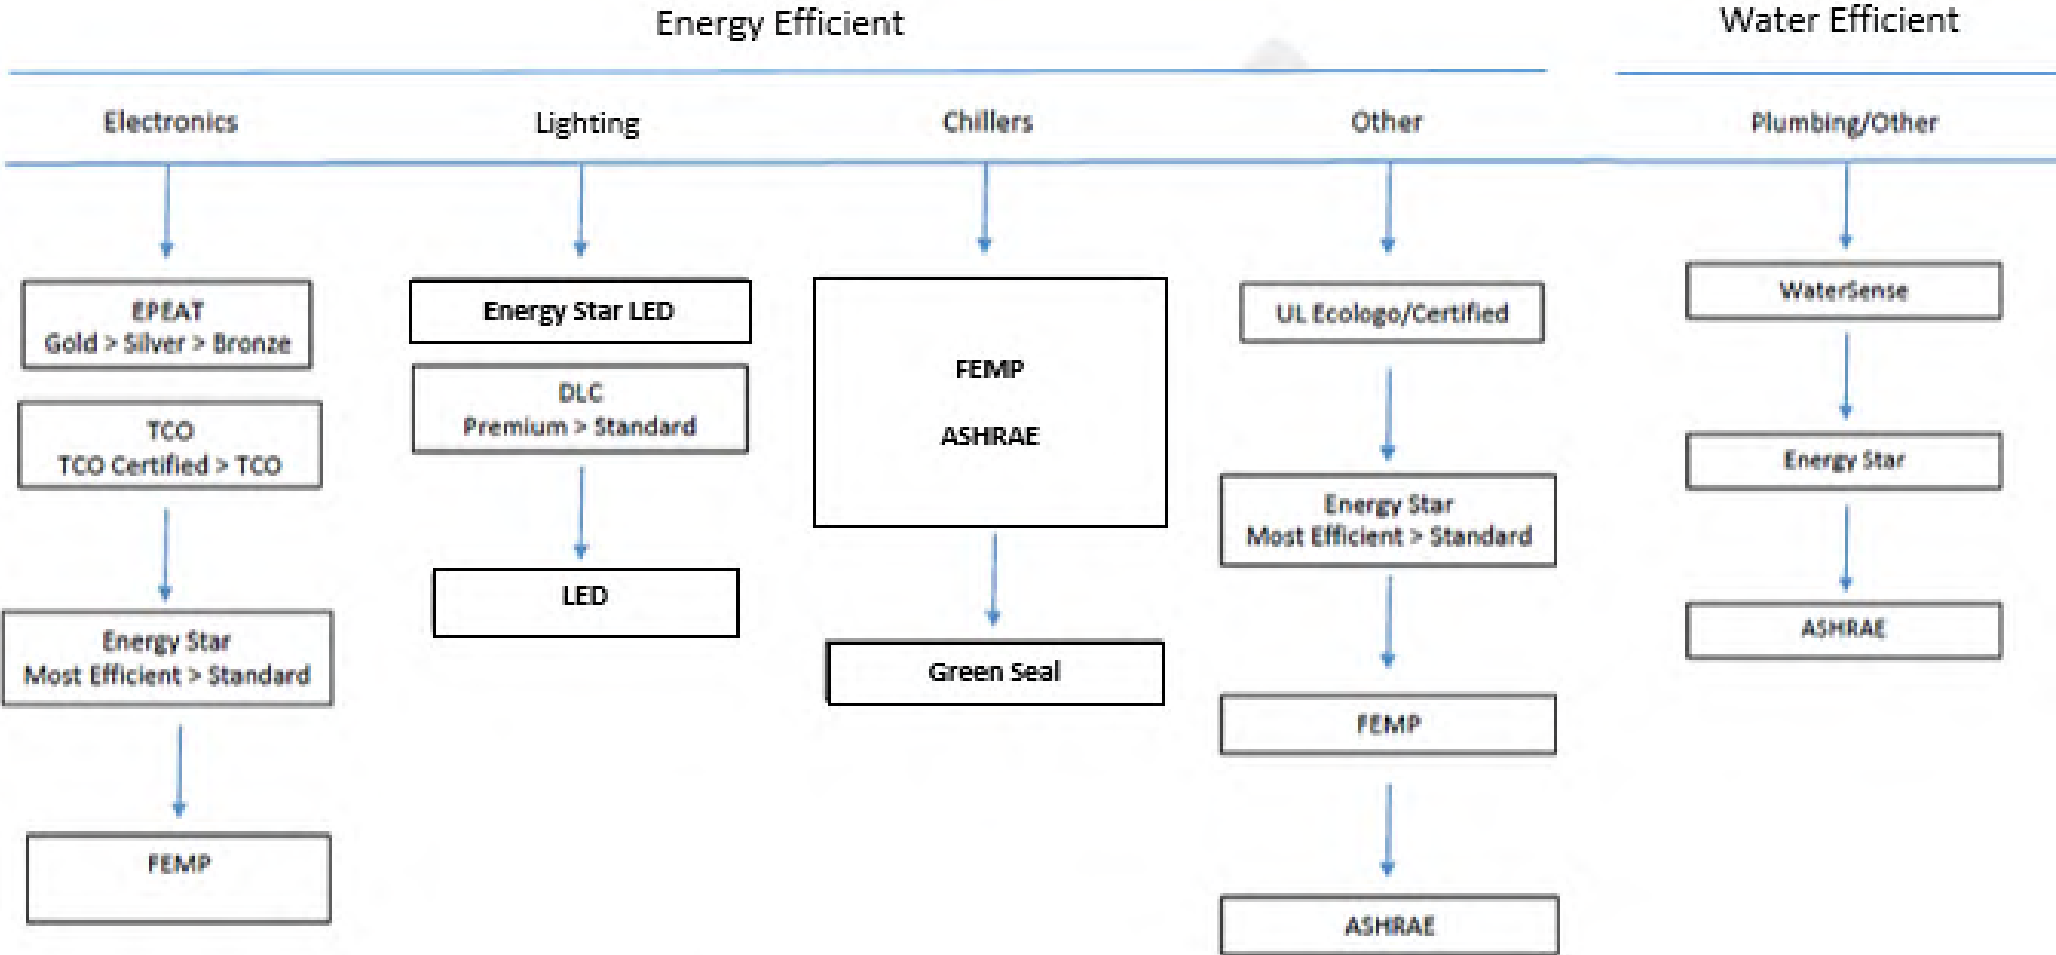 Energy Efficient
Water Efficient
Electronics
Lighting
Chillers
Other
Plumbing/Other
EPEAT
Gold > Silver > Bronze
TCO
TCO Certified > TCO
Energy Star
Most Efficient > Standard
FEMP
Energy Star LED
DLC
Premium > Standard
LED
FEMP
ASHRAE
Green Seal
UL Ecologo/Certified
Energy Star
Most Efficient > Standard
FEMP
ASHRAE
WaterSense
Energy Star
ASHRAE